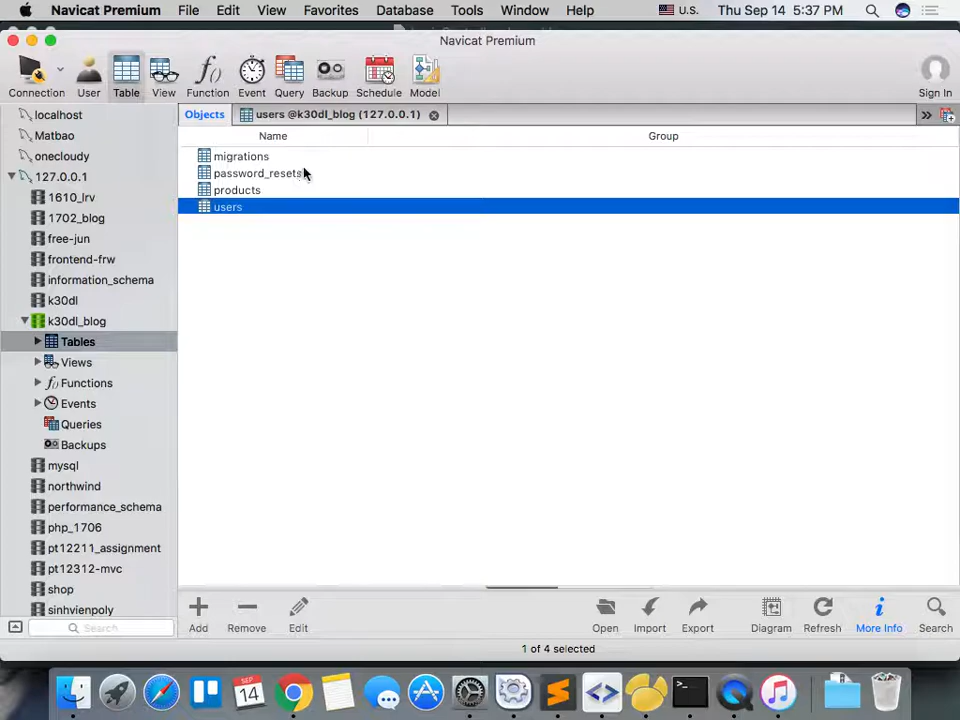 Navicat Premium File Edit View Favorites Database Tools Window Help U.S. Thu Sep 14 5:37 PM
Navicat Premium
Connection User Table View Function Event Query Backup Schedule Model Sign In
localhost
Matbao
onecloudy
127.0.0.1
1610_lrv
1702_blog
free-jun
frontend-frw
information_schema
k30dl
k30dl_blog
Tables
Views
Functions
Events
Queries
Backups
mysql
northwind
performance_schema
php_1706
pt12211_assignment
pt12312-mvc
shop
sinhvienpoly
Search
Objects users @k30dl_blog (127.0.0.1)
Name Group
migrations
password_resets
products
users
Add Remove Edit Open Import Export Diagram Refresh More Info Search
1 of 4 selected
SEP
14